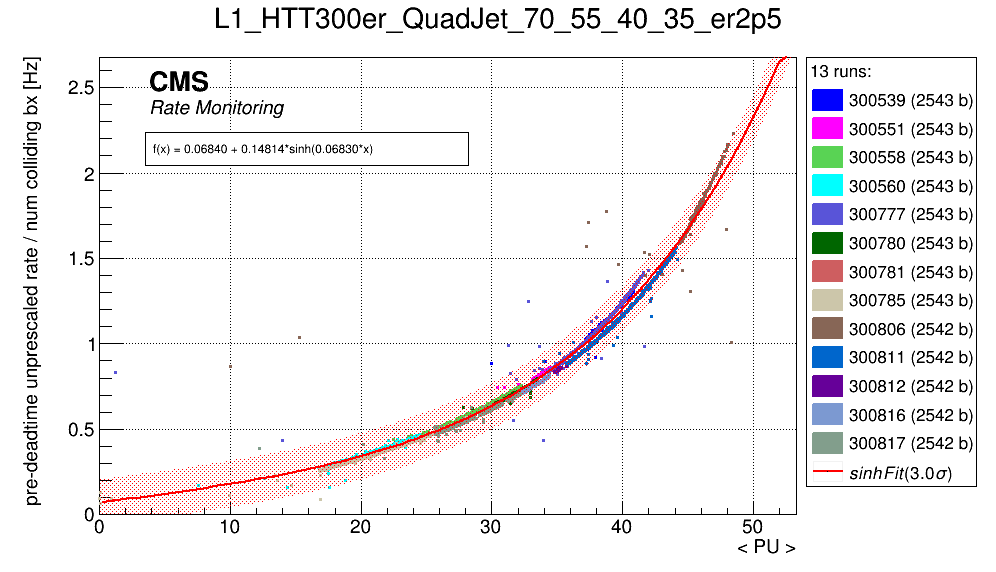 L1_HTT300er_QuadJet_70_55_40_35_er2p5
pre-deadtime unprescaled rate / num colliding bx [Hz]
CMS
Rate Monitoring
f(x) = 0.06840 + 0.14814*sinh(0.06830*x)
2.5
2
1.5
1
0.5
0
0 10 20 30 40 50
< PU >
13 runs:
300539 (2543 b)
300551 (2543 b)
300558 (2543 b)
300560 (2543 b)
300777 (2543 b)
300780 (2543 b)
300781 (2543 b)
300785 (2543 b)
300806 (2542 b)
300811 (2542 b)
300812 (2542 b)
300816 (2542 b)
300817 (2542 b)
sinhFit(3.0σ)